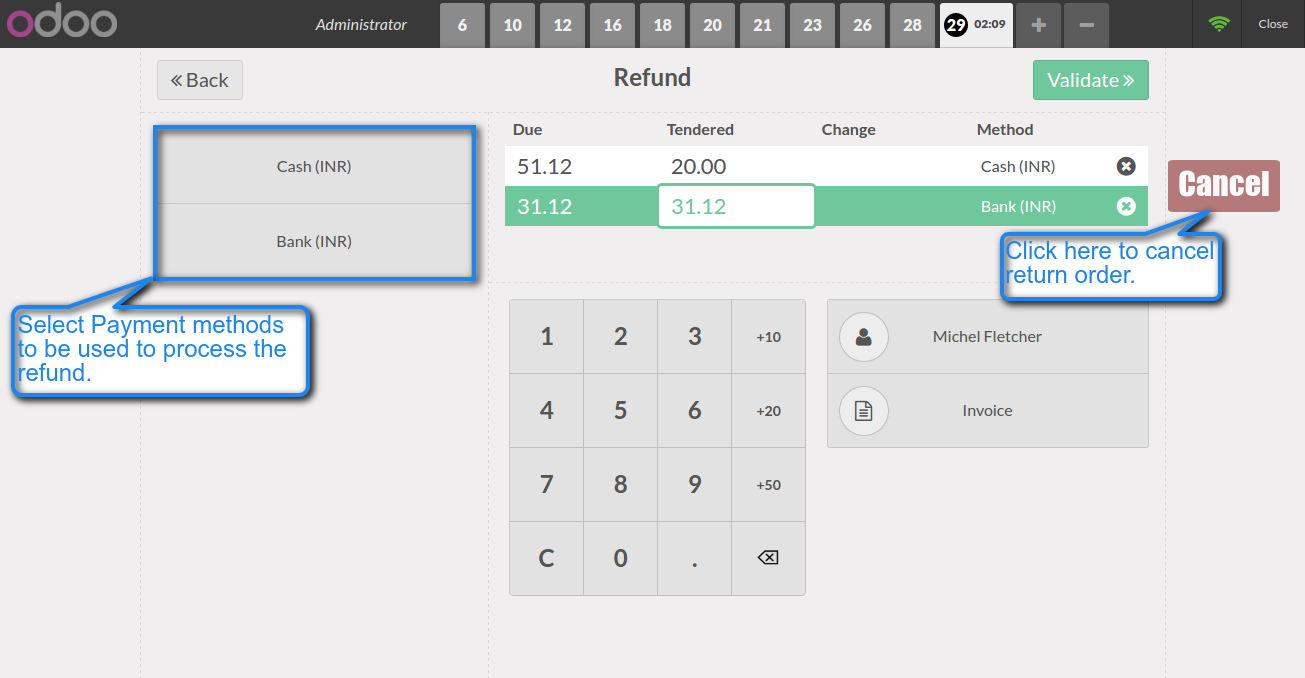 odoo
Administrator
6 10 12 16 18 20 21 23 26 28 29 02:09
Close
Back
Refund
Validate
Due Tendered Change Method
51.12 20.00 Cash (INR)
31.12 31.12 Bank (INR)
Cash (INR)
Bank (INR)
Select Payment methods
to be used to process the
refund.
Cancel
Click here to cancel
return order.
1 2 3 +10
4 5 6 +20
7 8 9 +50
C 0 .
Michel Fletcher
Invoice